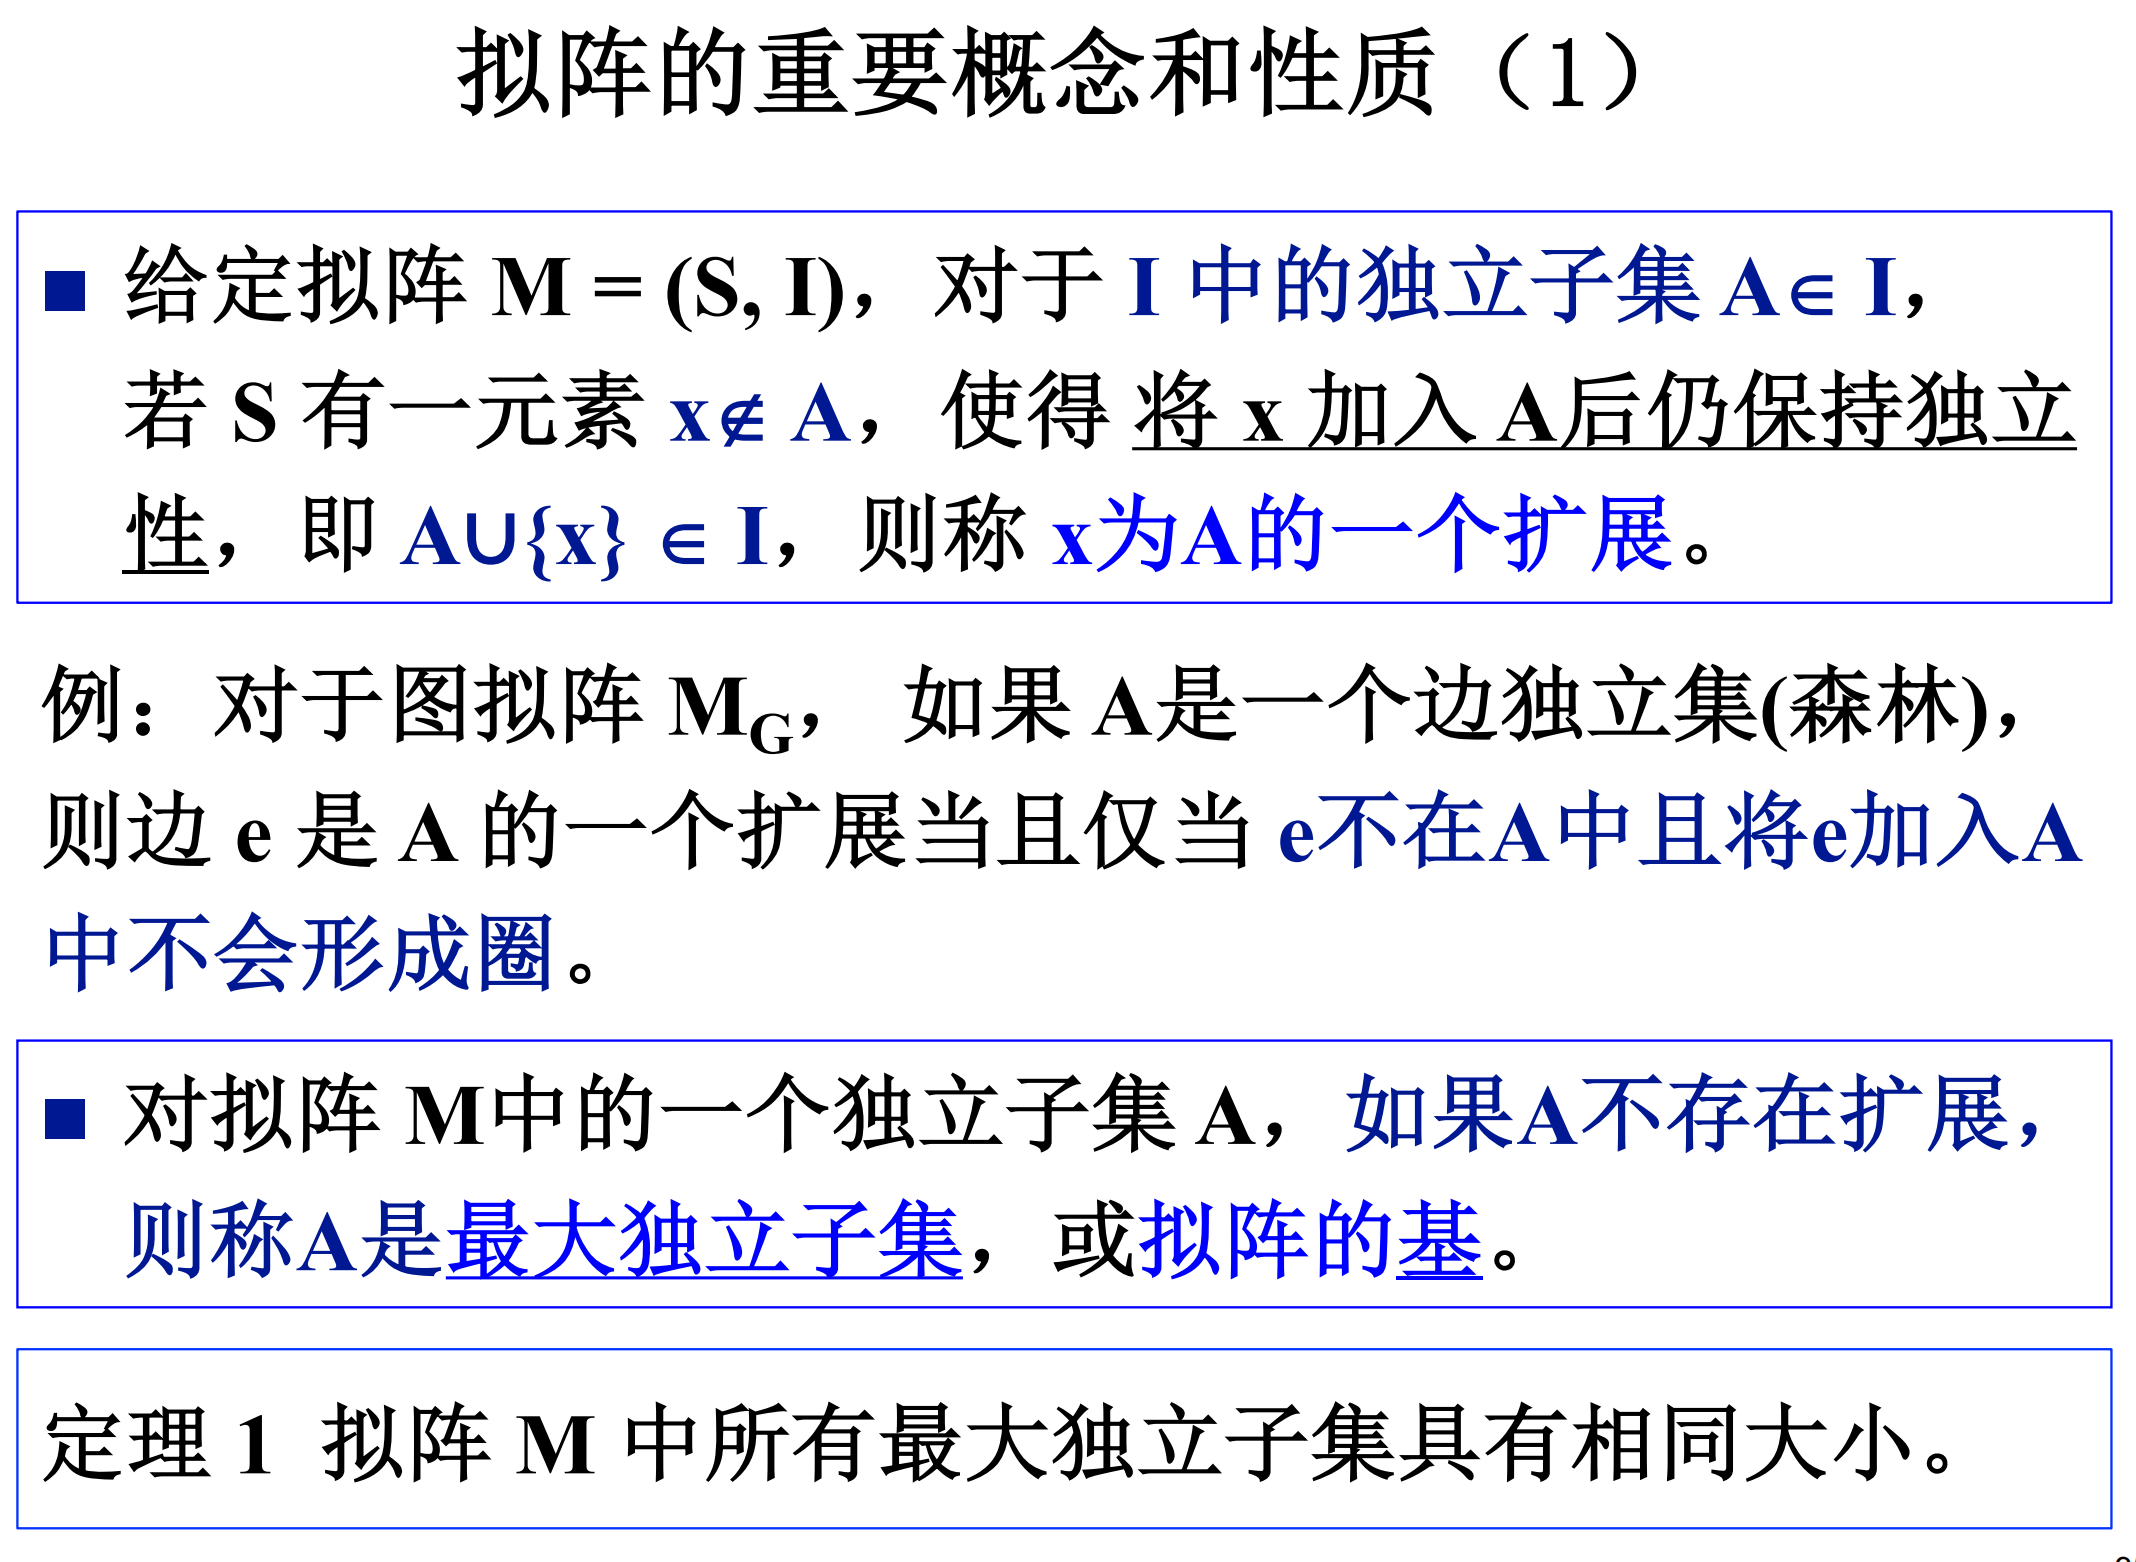 拟阵的重要概念和性质（1）
■ 给定拟阵 M = (S, I)，对于 I 中的独立子集 A∈ I，
若 S 有一元素 x∉ A，使得 将 x 加入 A后仍保持独立
性，即 A∪{x} ∈ I，则称 x为A的一个扩展。
例：对于图拟阵 M_G，如果 A是一个边独立集(森林)，
则边 e 是 A 的一个扩展当且仅当 e不在A中且将e加入A
中不会形成圈。
■ 对拟阵 M中的一个独立子集 A，如果A不存在扩展，
则称A是最大独立子集，或拟阵的基。
定理 1 拟阵 M 中所有最大独立子集具有相同大小。